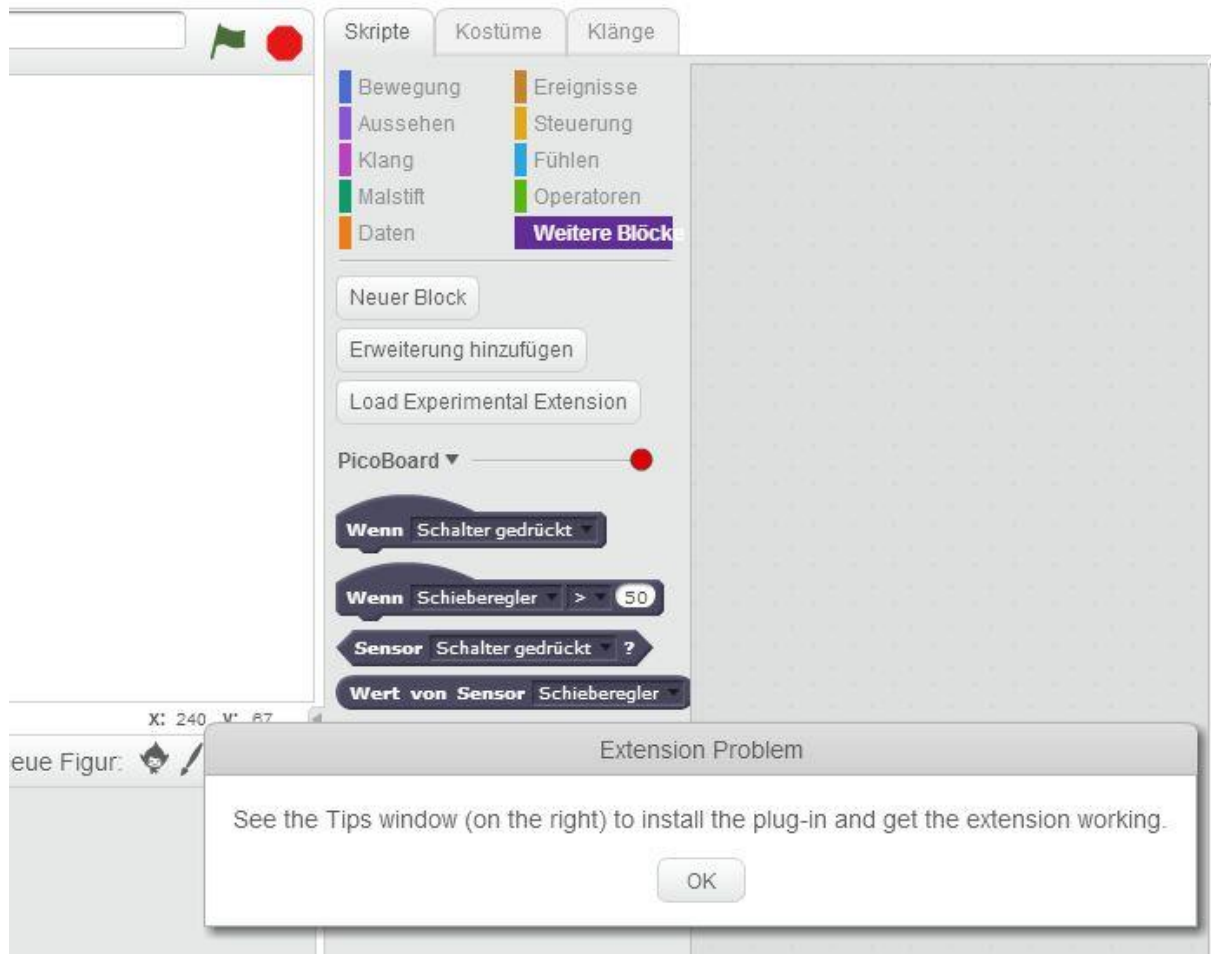 Skripte Kostüme Klänge
Bewegung Ereignisse
Aussehen Steuerung
Klang Fühlen
Malstift Operatoren
Daten Weitere Blöcke
Neuer Block
Erweiterung hinzufügen
Load Experimental Extension
PicoBoard
Wenn Schalter gedrückt
Wenn Schieberegler > 50
Sensor Schalter gedrückt ?
Wert von Sensor Schieberegler
X: 240 Y: 67
eue Figur:
Extension Problem
See the Tips window (on the right) to install the plug-in and get the extension working.
OK